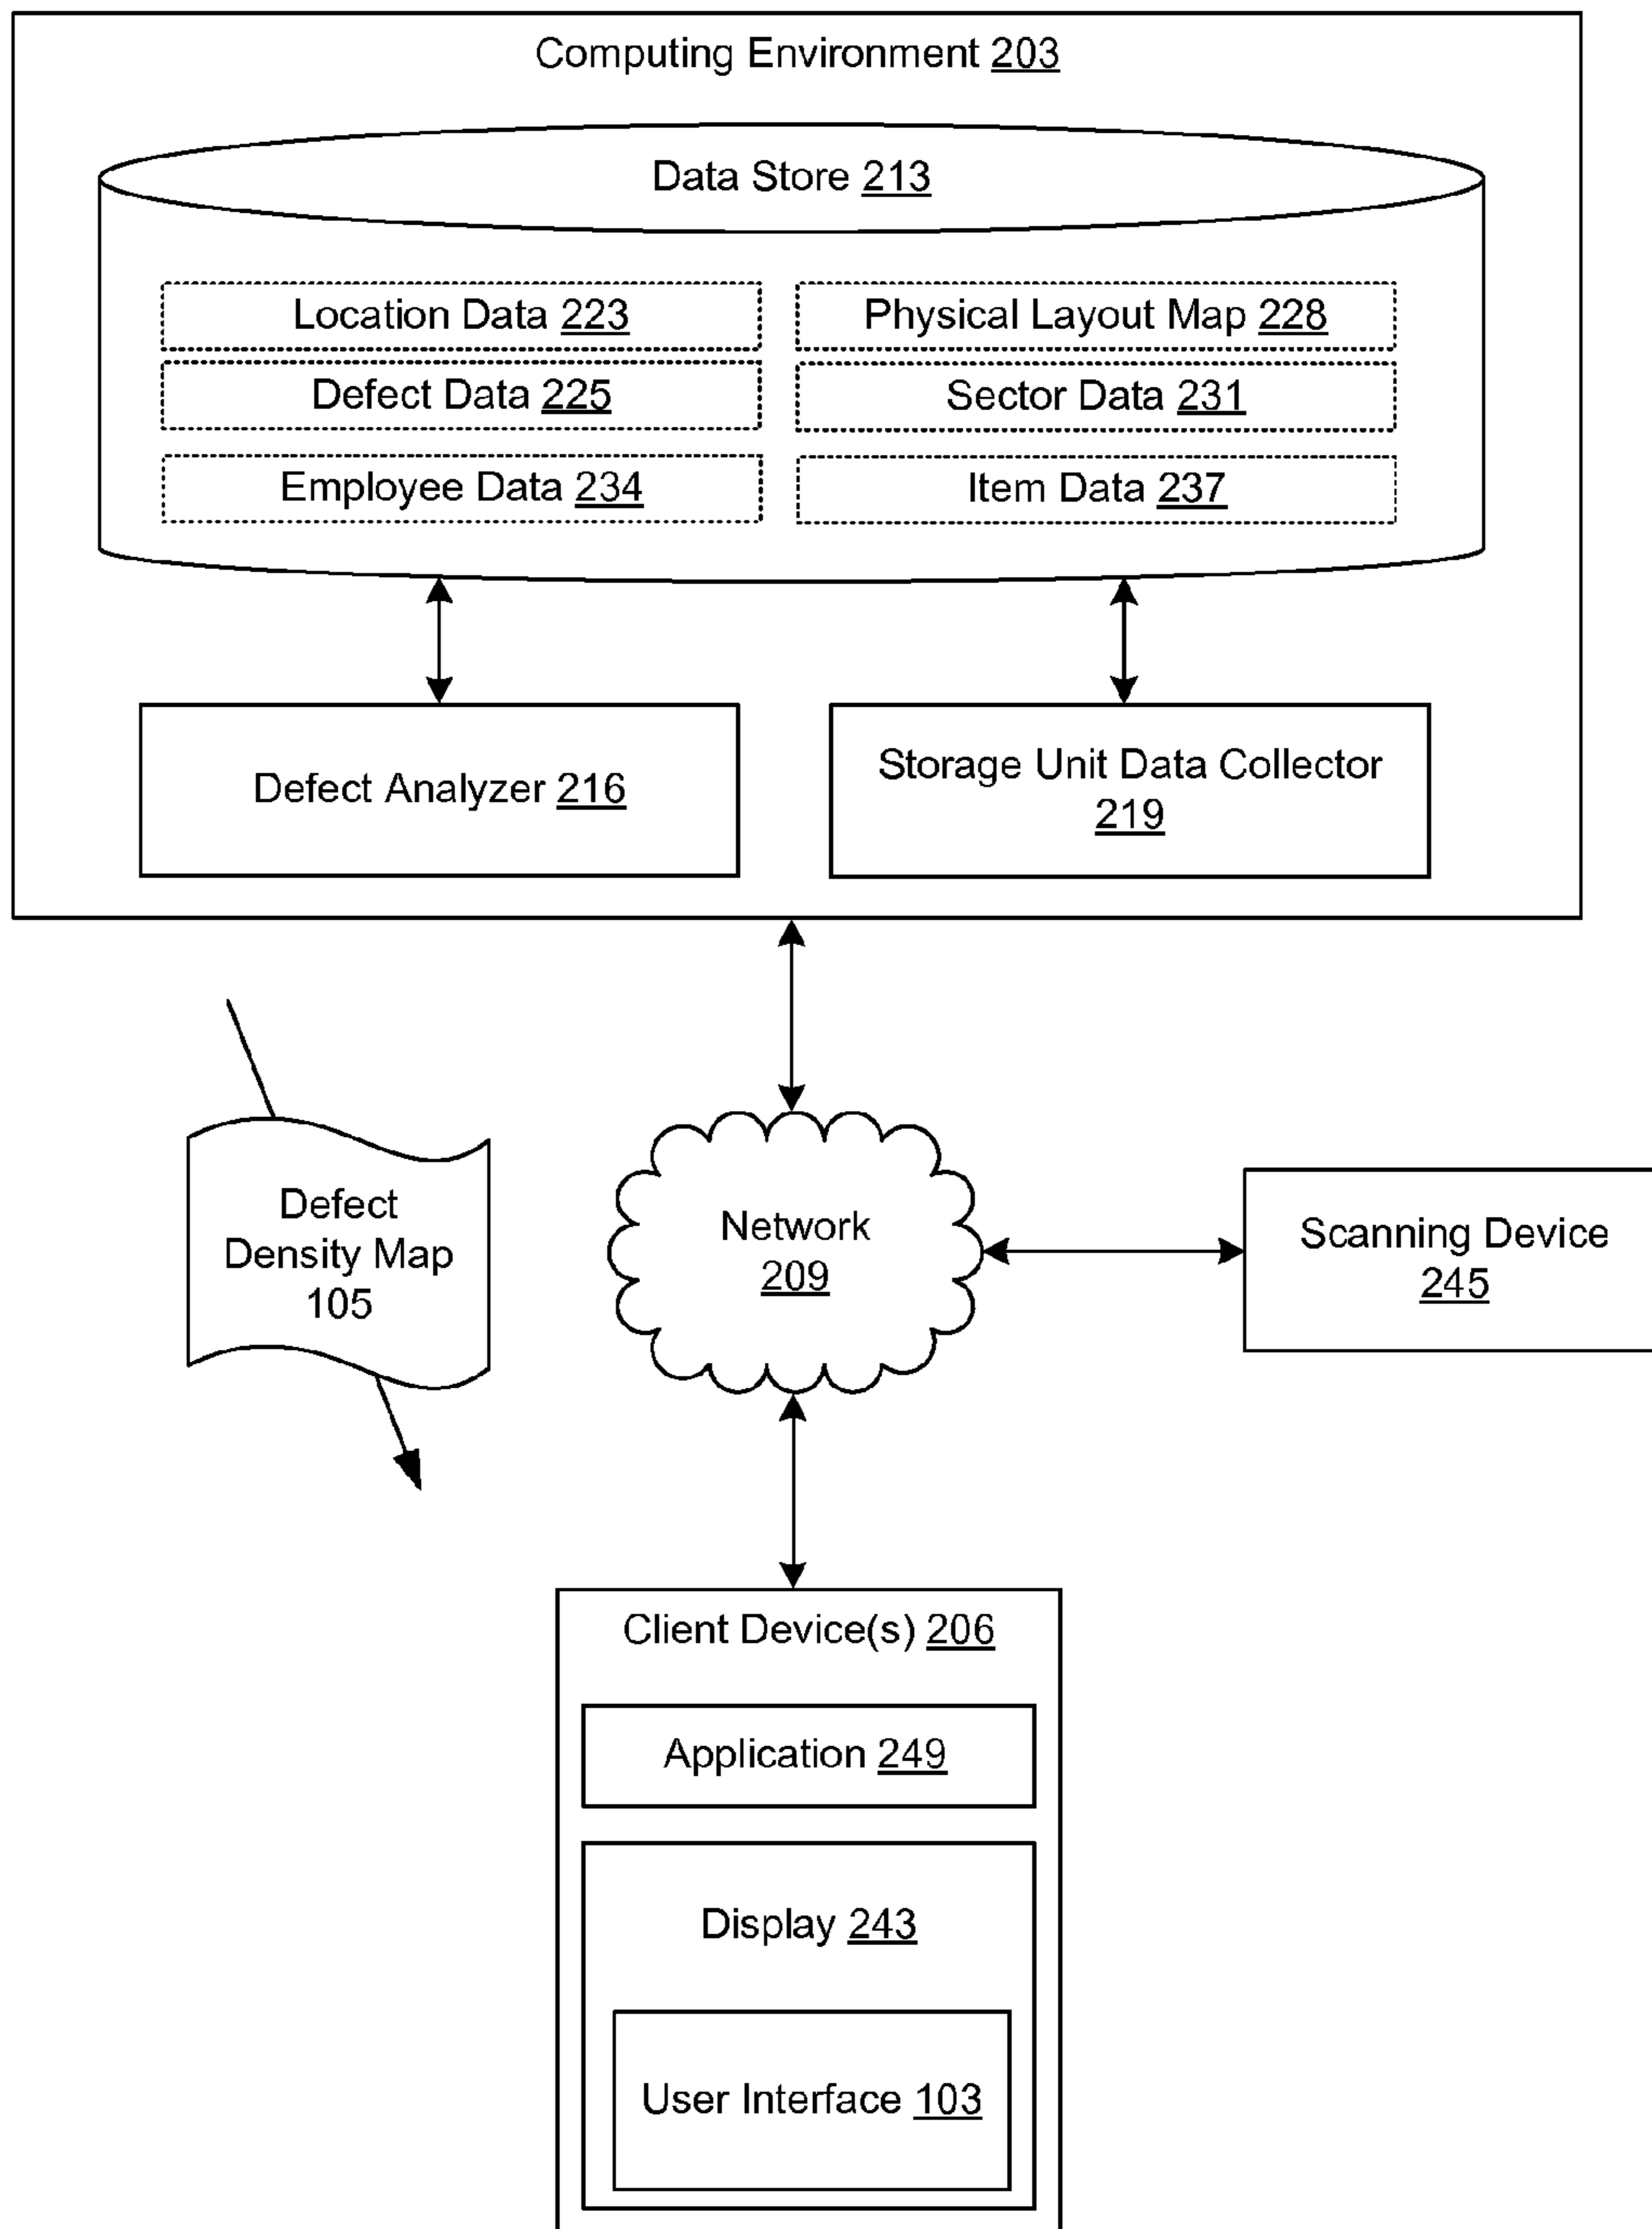 Computing Environment 203
Data Store 213
Location Data 223
Physical Layout Map 228
Defect Data 225
Sector Data 231
Employee Data 234
Item Data 237
Defect Analyzer 216
Storage Unit Data Collector
219
Defect
Density Map
105
Network
209
Scanning Device
245
Client Device(s) 206
Application 249
Display 243
User Interface 103